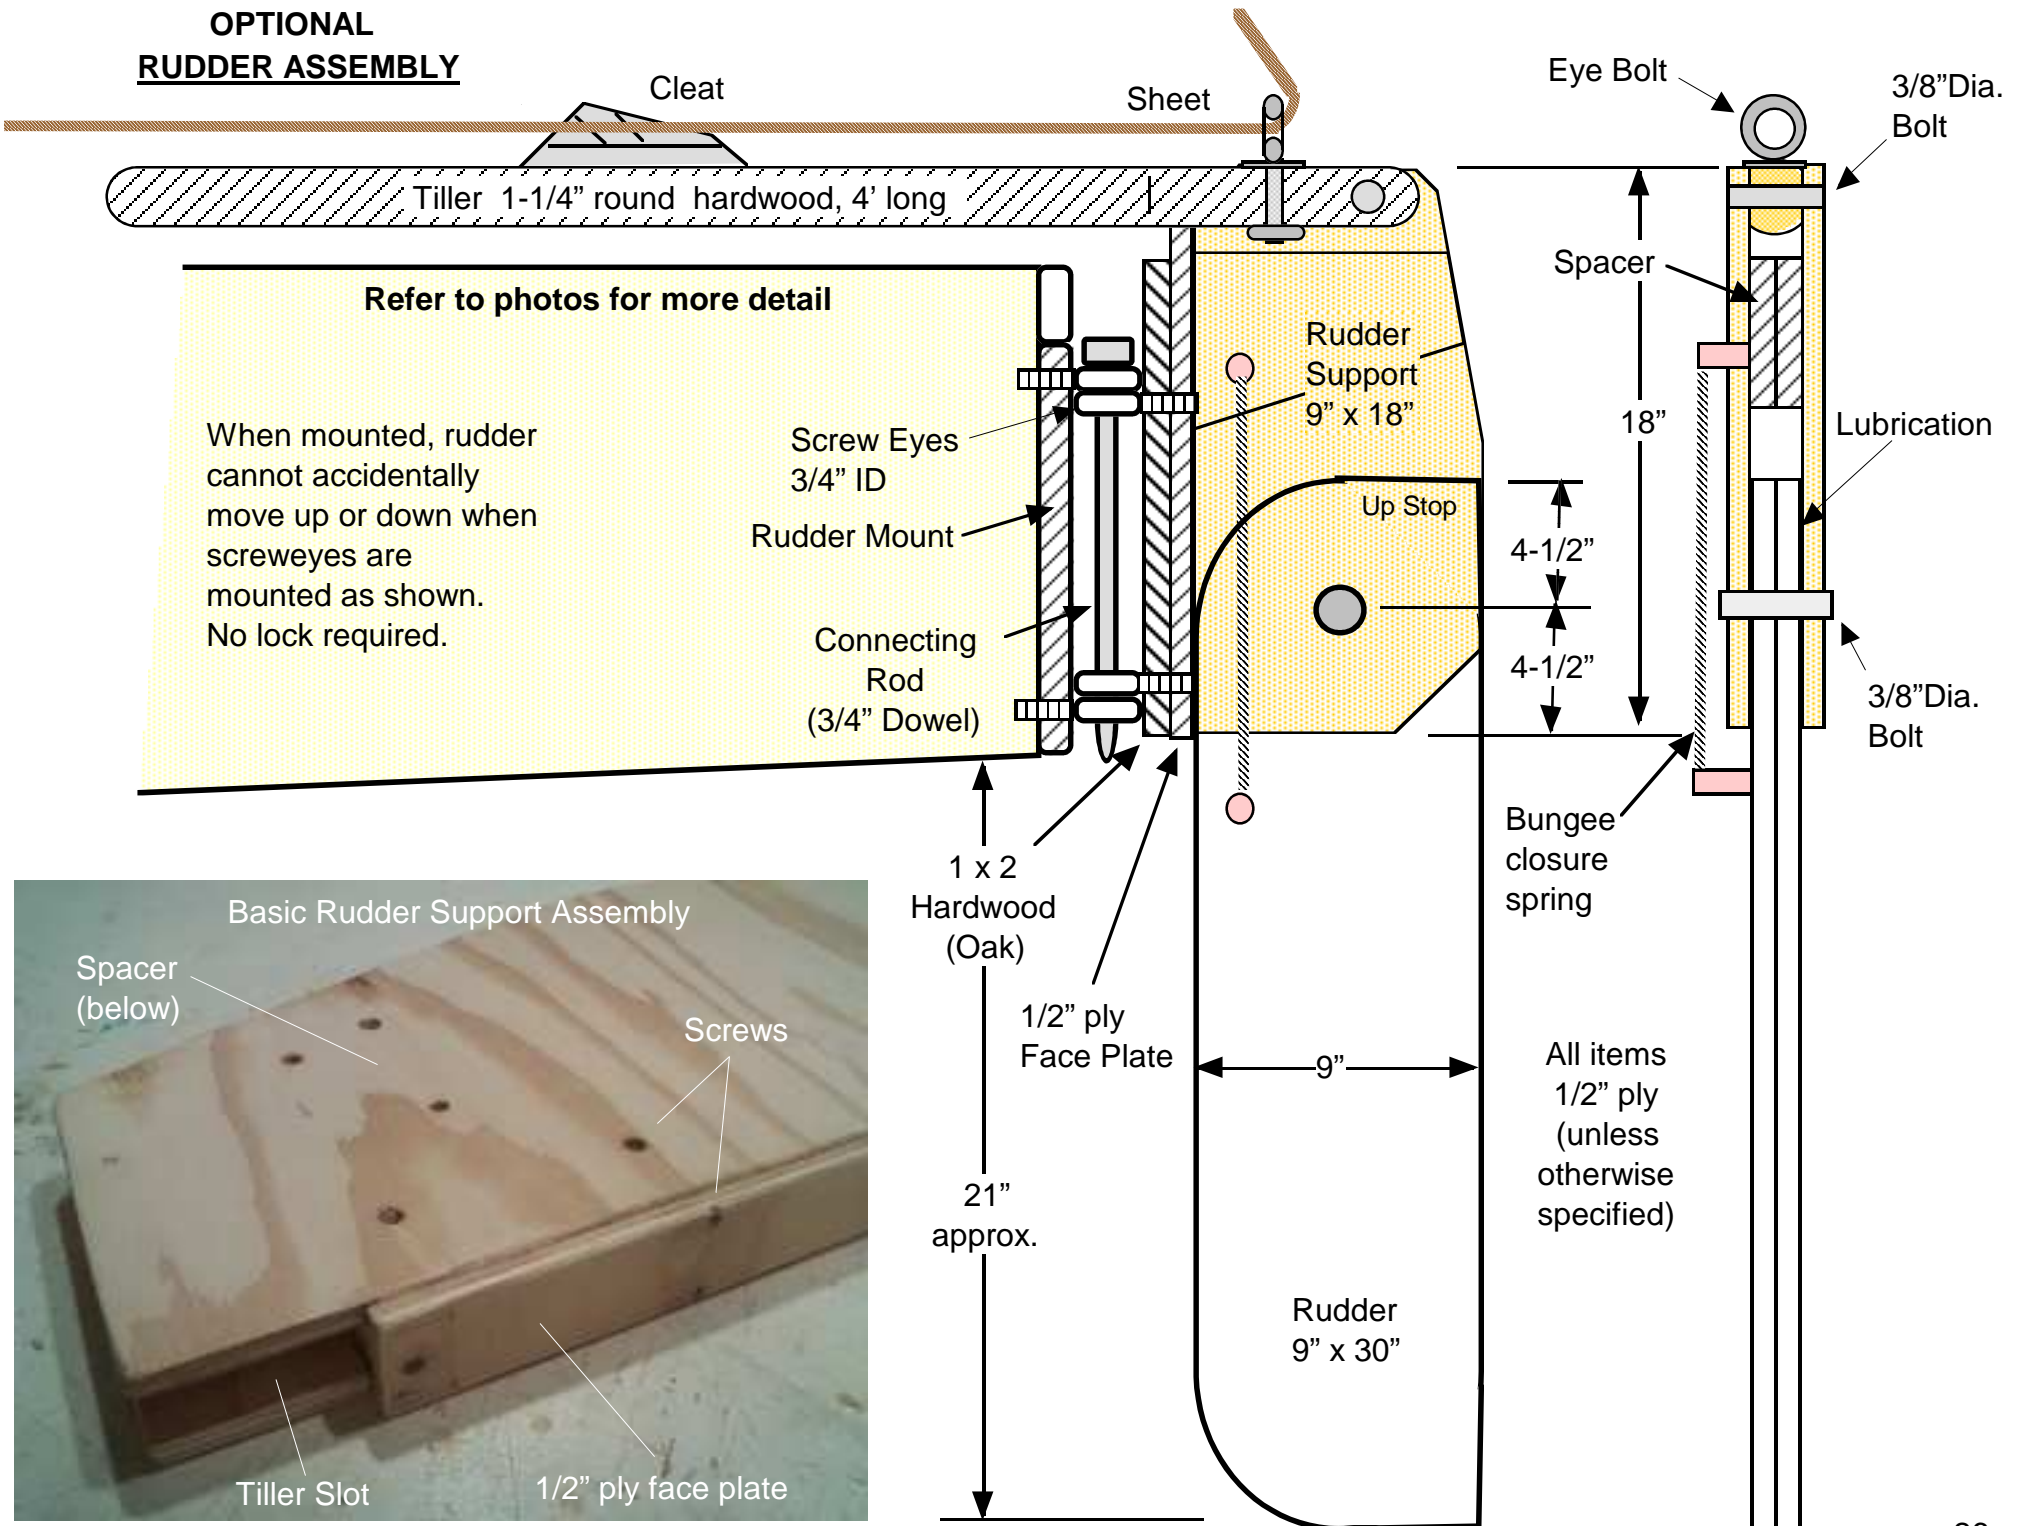 OPTIONAL
RUDDER ASSEMBLY
Cleat
Sheet
Eye Bolt
3/8”Dia.
Bolt
Tiller 1-1/4” round hardwood, 4’ long
Refer to photos for more detail
Spacer
Rudder
Support
9” x 18”
18”
Lubrication
When mounted, rudder
cannot accidentally
move up or down when
screweyes are
mounted as shown.
No lock required.
Screw Eyes
3/4” ID
Rudder Mount
Up Stop
4-1/2”
4-1/2”
Connecting
Rod
(3/4” Dowel)
3/8”Dia.
Bolt
Bungee
closure
spring
1 x 2
Hardwood
(Oak)
1/2” ply
Face Plate
9”
All items
1/2” ply
(unless
otherwise
specified)
21”
approx.
Rudder
9” x 30”
Basic Rudder Support Assembly
Spacer
(below)
Screws
Tiller Slot
1/2” ply face plate